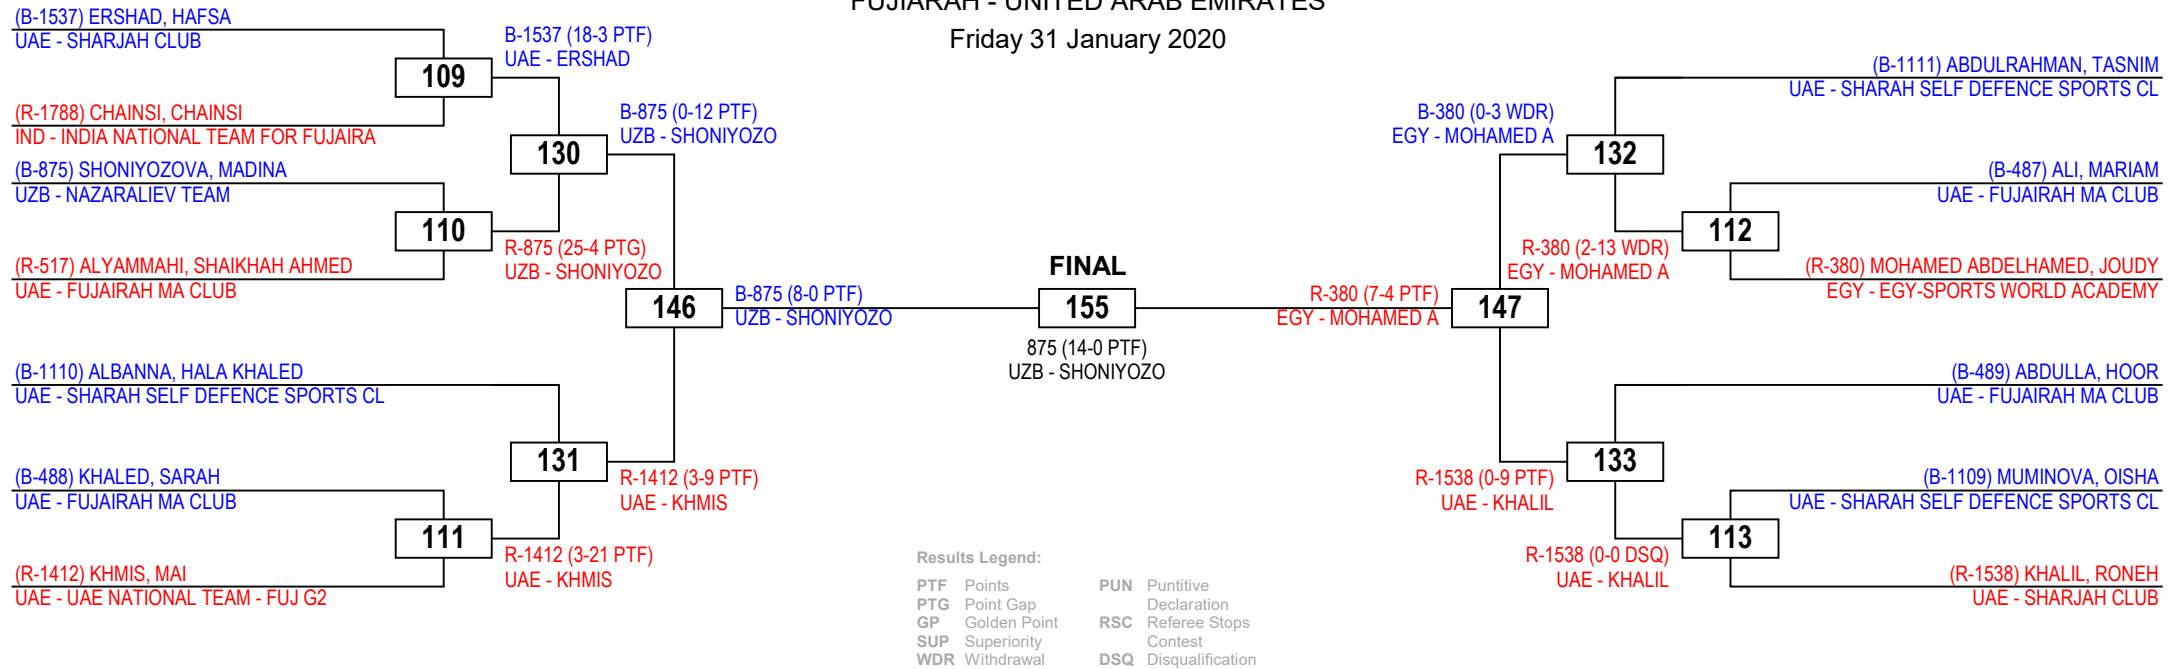 FUJIARAH - UNITED ARAB EMIRATES
Friday 31 January 2020
(B-1537) ERSHAD, HAFSA
UAE - SHARJAH CLUB
109
(R-1788) CHAINSI, CHAINSI
IND - INDIA NATIONAL TEAM FOR FUJAIRA
B-1537 (18-3 PTF)
UAE - ERSHAD
130
(B-875) SHONIYOZOVA, MADINA
UZB - NAZARALIEV TEAM
110
(R-517) ALYAMMAHI, SHAIKHAH AHMED
UAE - FUJAIRAH MA CLUB
R-875 (25-4 PTG)
UZB - SHONIYOZO
B-875 (0-12 PTF)
UZB - SHONIYOZO
146
B-875 (8-0 PTF)
UZB - SHONIYOZO
(B-1110) ALBANNA, HALA KHALED
UAE - SHARAH SELF DEFENCE SPORTS CL
131
(B-488) KHALED, SARAH
UAE - FUJAIRAH MA CLUB
111
(R-1412) KHMIS, MAI
UAE - UAE NATIONAL TEAM - FUJ G2
R-1412 (3-21 PTF)
UAE - KHMIS
R-1412 (3-9 PTF)
UAE - KHMIS
FINAL
155
875 (14-0 PTF)
UZB - SHONIYOZO
(B-1111) ABDULRAHMAN, TASNIM
UAE - SHARAH SELF DEFENCE SPORTS CL
B-380 (0-3 WDR)
EGY - MOHAMED A
132
(B-487) ALI, MARIAM
UAE - FUJAIRAH MA CLUB
112
R-380 (2-13 WDR)
EGY - MOHAMED A
(R-380) MOHAMED ABDELHAMED, JOUDY
EGY - EGY-SPORTS WORLD ACADEMY
R-380 (7-4 PTF)
EGY - MOHAMED A
147
(B-489) ABDULLA, HOOR
UAE - FUJAIRAH MA CLUB
133
R-1538 (0-9 PTF)
UAE - KHALIL
(B-1109) MUMINOVA, OISHA
UAE - SHARAH SELF DEFENCE SPORTS CL
113
R-1538 (0-0 DSQ)
UAE - KHALIL
(R-1538) KHALIL, RONEH
UAE - SHARJAH CLUB
Results Legend:
PTF Points
PTG Point Gap
GP Golden Point
SUP Superiority
WDR Withdrawal
PUN Puntitive
Declaration
RSC Referee Stops
Contest
DSQ Disqualification